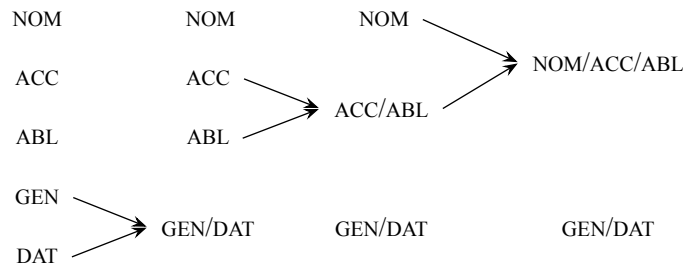 NOM NOM NOM
NOM/ACC/ABL
ACC ACC
ACC/ABL
ABL ABL
GEN
GEN/DAT GEN/DAT GEN/DAT
DAT